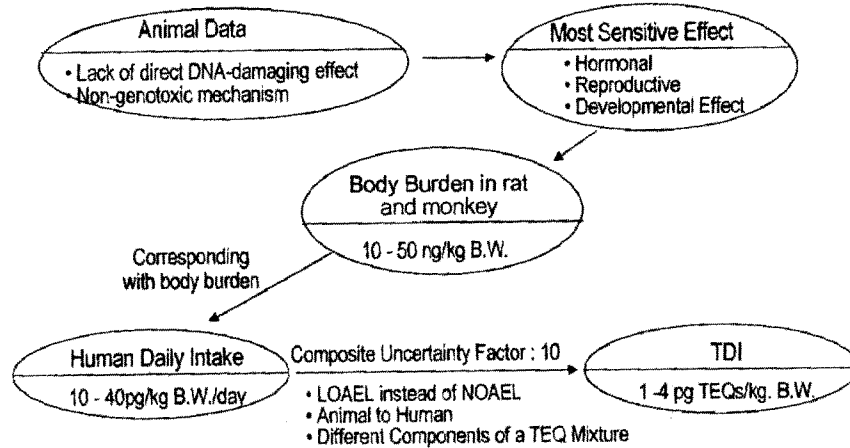 Animal Data
• Lack of direct DNA-damaging effect
• Non-genotoxic mechanism
Most Sensitive Effect
• Hormonal
• Reproductive
• Developmental Effect
Body Burden in rat
and monkey
10 - 50 ng/kg B.W.
Corresponding
with body burden
Human Daily Intake
10 - 40pg/kg B.W./day
Composite Uncertainty Factor : 10
• LOAEL instead of NOAEL
• Animal to Human
• Different Components of a TEQ Mixture
TDI
1 -4 pg TEQs/kg. B.W.